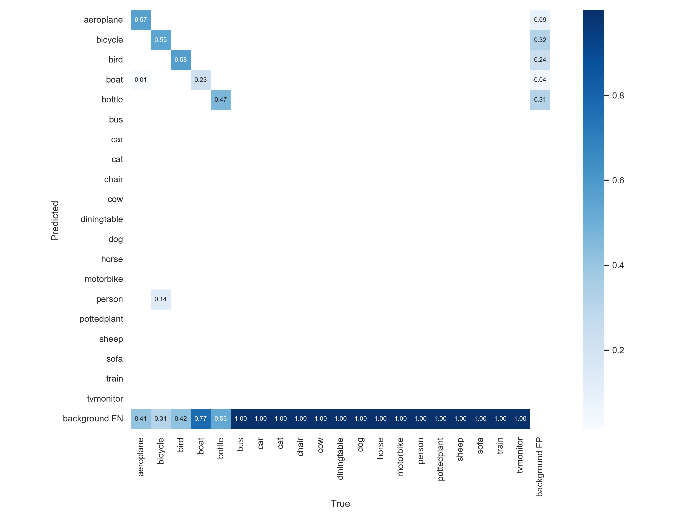 aeroplane 0.57 0.09
bicycle 0.55 0.32
bird 0.58 0.24
boat 0.01 0.23 0.04
bottle 0.47 0.31
bus
car
cat
chair
cow
diningtable
dog
horse
motorbike
person 0.14
pottedplant
sheep
sofa
train
tvmonitor
background FN 0.41 0.31 0.42 0.77 0.53 1.00 1.00 1.00 1.00 1.00 1.00 1.00 1.00 1.00 1.00 1.00 1.00 1.00 1.00 1.00
Predicted
aeroplane
bicycle
bird
boat
bottle
bus
car
cat
chair
cow
diningtable
dog
horse
motorbike
person
pottedplant
sheep
sofa
train
tvmonitor
background FP
True
0.8
0.6
0.4
0.2